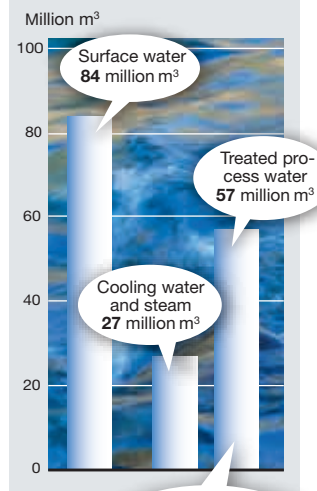 Million m³
100
Surface water
84 million m³
80
Treated pro-
cess water
57 million m³
60
Cooling water
and steam
27 million m³
40
20
0